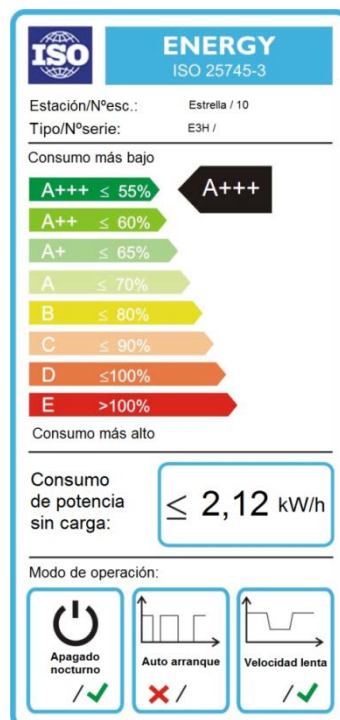 ISO
ENERGY
ISO 25745-3
Estación/Nºesc.: Estrella / 10
Tipo/Nºserie: E3H /
Consumo más bajo
A+++ ≤ 55% A+++
A++ ≤ 60%
A+ ≤ 65%
A ≤ 70%
B ≤ 80%
C ≤ 90%
D ≤100%
E >100%
Consumo más alto
Consumo
de potencia
sin carga:
≤ 2,12 kW/h
Modo de operación:
Apagado
nocturno
/ ✔
Auto arranque
✖ /
Velocidad lenta
/ ✔